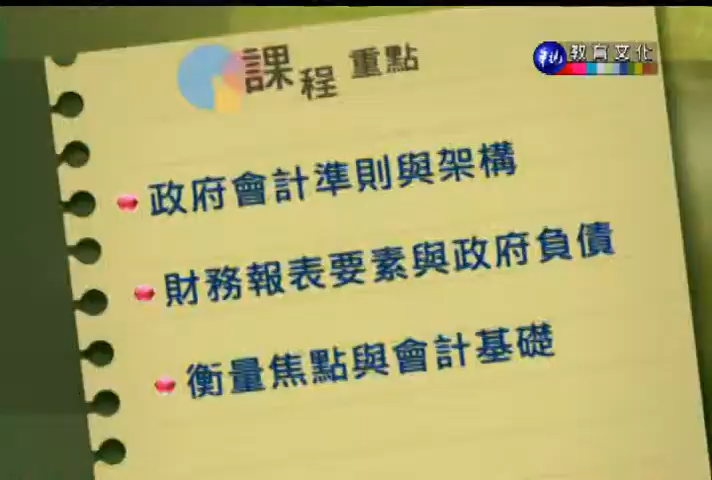 課程 重點
教育文化
政府會計準則與架構
財務報表要素與政府負債
衡量焦點與會計基礎